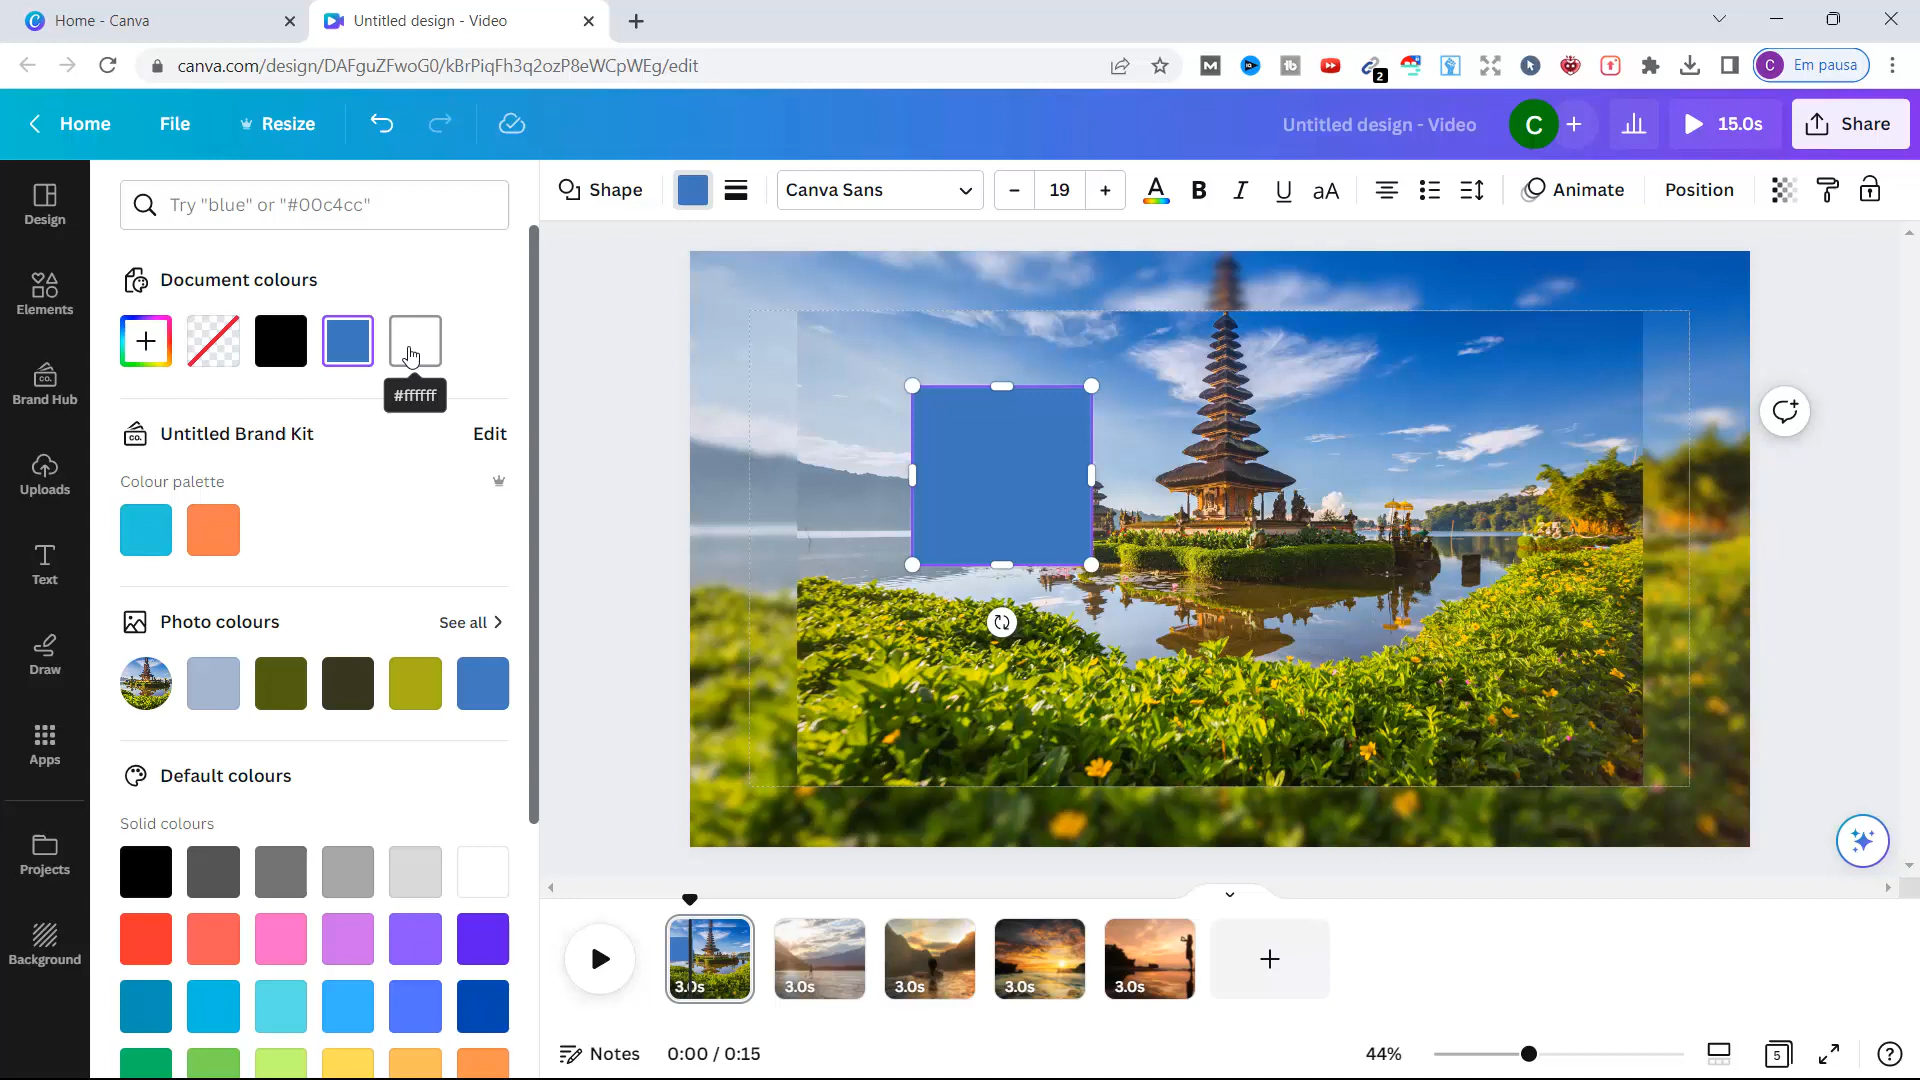 Home - Canva
Untitled design - Video
canva.com/design/DAFguZFwoG0/kBrPiqFh3q2ozP8eWCpWEg/edit
2
C Em pausa
Home File Resize
Untitled design - Video
C
15.0s
Share
Design
Elements
CO.
Brand Hub
Uploads
Text
Draw
Apps
Projects
Background
Try "blue" or "#00c4cc"
Document colours
#ffffff
CO.
Untitled Brand Kit
Edit
Colour palette
Photo colours
See all
Default colours
Solid colours
Shape
Canva Sans
19
A B I U aA
Animate
Position
3.0s
3.0s
3.0s
3.0s
3.0s
Notes
0:00 / 0:15
44%
5